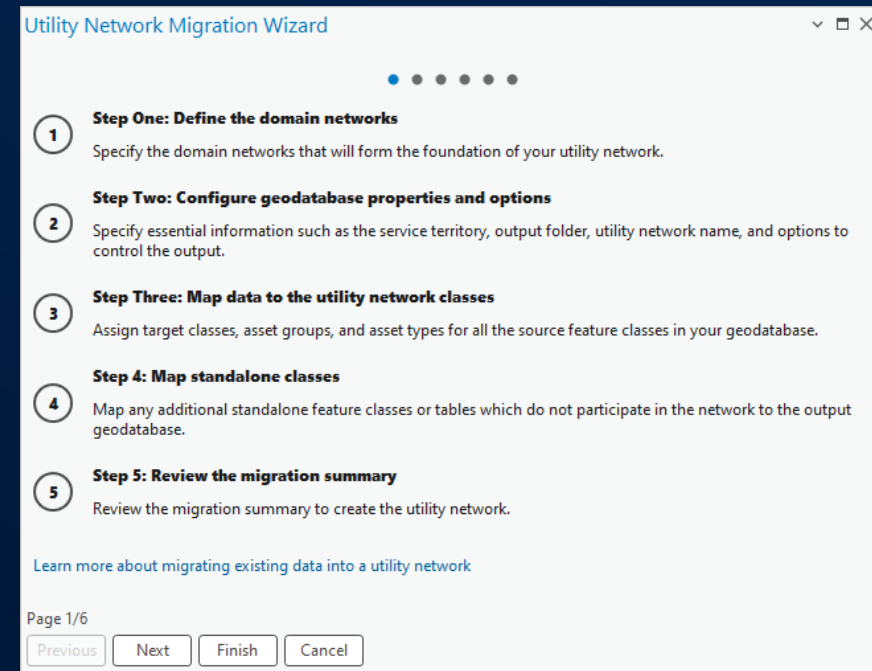 Utility Network Migration Wizard
1
Step One: Define the domain networks
Specify the domain networks that will form the foundation of your utility network.
2
Step Two: Configure geodatabase properties and options
Specify essential information such as the service territory, output folder, utility network name, and options to
control the output.
3
Step Three: Map data to the utility network classes
Assign target classes, asset groups, and asset types for all the source feature classes in your geodatabase.
4
Step 4: Map standalone classes
Map any additional standalone feature classes or tables which do not participate in the network to the output
geodatabase.
5
Step 5: Review the migration summary
Review the migration summary to create the utility network.
Learn more about migrating existing data into a utility network
Page 1/6
Previous Next Finish Cancel